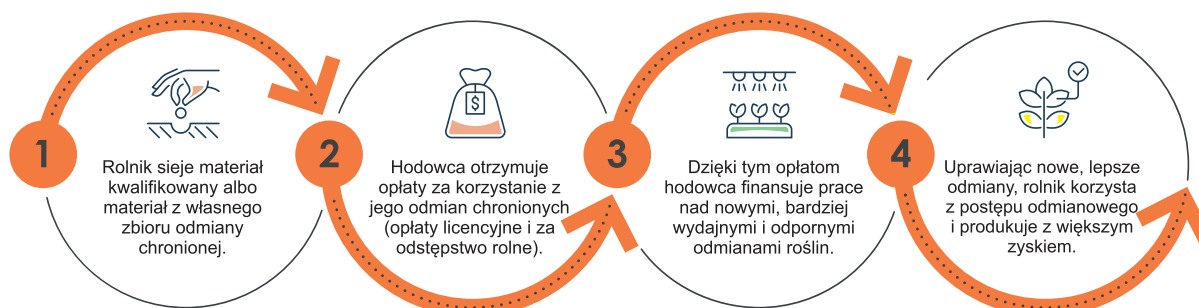 1
Rolnik sieje materiał
kwalifikowany albo
materiał z własnego
zbioru odmiany
chronionej.
2
$
Hodowca otrzymuje
opłaty za korzystanie z
jego odmian chronionych
(opłaty licencyjne i za
odstępstwo rolne).
3
Dzięki tym opłatom
hodowca finansuje prace
nad nowymi, bardziej
wydajnymi i odpornymi
odmianami roślin.
4
Uprawiając nowe, lepsze
odmiany, rolnik korzysta
z postępu odmianowego
i produkuje z większym
zyskiem.